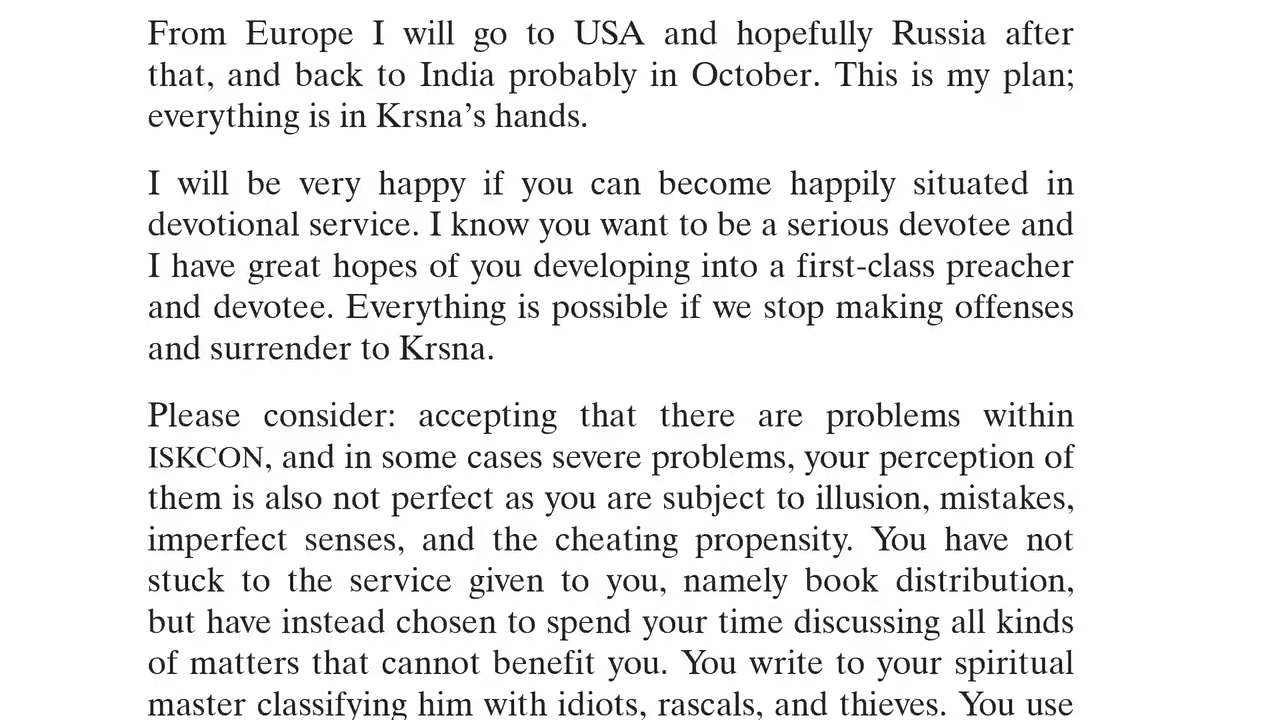 From Europe I will go to USA and hopefully Russia after
that, and back to India probably in October. This is my plan;
everything is in Krsna’s hands.
I will be very happy if you can become happily situated in
devotional service. I know you want to be a serious devotee and
I have great hopes of you developing into a first-class preacher
and devotee. Everything is possible if we stop making offenses
and surrender to Krsna.
Please consider: accepting that there are problems within
ISKCON, and in some cases severe problems, your perception of
them is also not perfect as you are subject to illusion, mistakes,
imperfect senses, and the cheating propensity. You have not
stuck to the service given to you, namely book distribution,
but have instead chosen to spend your time discussing all kinds
of matters that cannot benefit you. You write to your spiritual
master classifying him with idiots, rascals, and thieves. You use